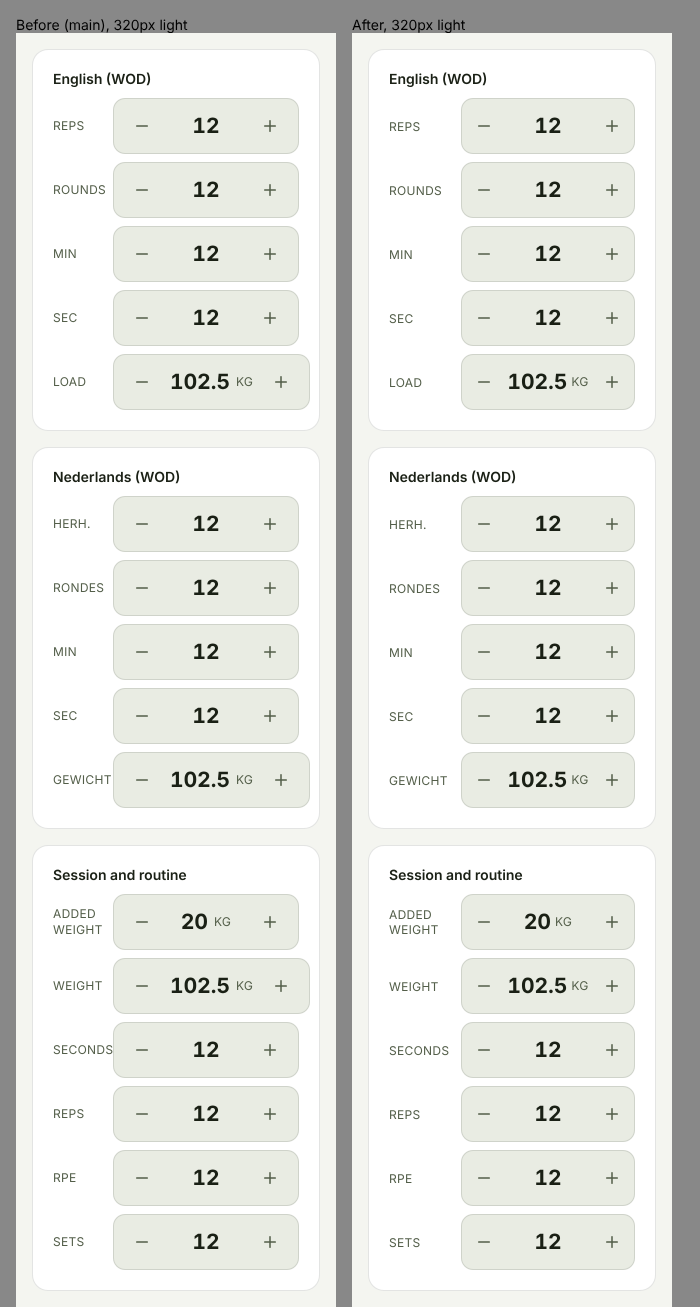 Before (main), 320px light
English (WOD)
REPS − 12 +
ROUNDS − 12 +
MIN − 12 +
SEC − 12 +
LOAD − 102.5 KG +
Nederlands (WOD)
HERH. − 12 +
RONDES − 12 +
MIN − 12 +
SEC − 12 +
GEWICHT − 102.5 KG +
Session and routine
ADDED
WEIGHT − 20 KG +
WEIGHT − 102.5 KG +
SECONDS − 12 +
REPS − 12 +
RPE − 12 +
SETS − 12 +
After, 320px light
English (WOD)
REPS − 12 +
ROUNDS − 12 +
MIN − 12 +
SEC − 12 +
LOAD − 102.5 KG +
Nederlands (WOD)
HERH. − 12 +
RONDES − 12 +
MIN − 12 +
SEC − 12 +
GEWICHT − 102.5 KG +
Session and routine
ADDED
WEIGHT − 20 KG +
WEIGHT − 102.5 KG +
SECONDS − 12 +
REPS − 12 +
RPE − 12 +
SETS − 12 +